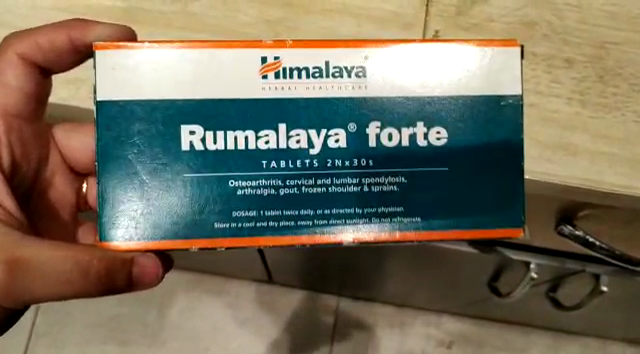 Himalaya
HERBAL HEALTHCARE
Rumalaya® forte
TABLETS 2Nx30s
Osteoarthritis, cervical and lumbar spondylosis,
arthralgia, gout, frozen shoulder & sprains.
DOSAGE: 1 tablet twice daily, or as directed by your physician.
Store in a cool and dry place, away from direct sunlight. Do not refrigerate.